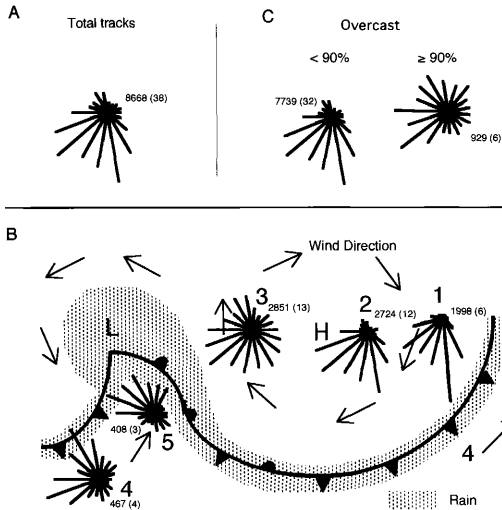 A
Total tracks
8668 (38)
C
Overcast
< 90%
≥ 90%
7739 (32)
929 (6)
B
Wind Direction
L
3
2851 (13)
H
2
2724 (12)
1
1998 (6)
408 (3)
5
4
467 (4)
4
Rain